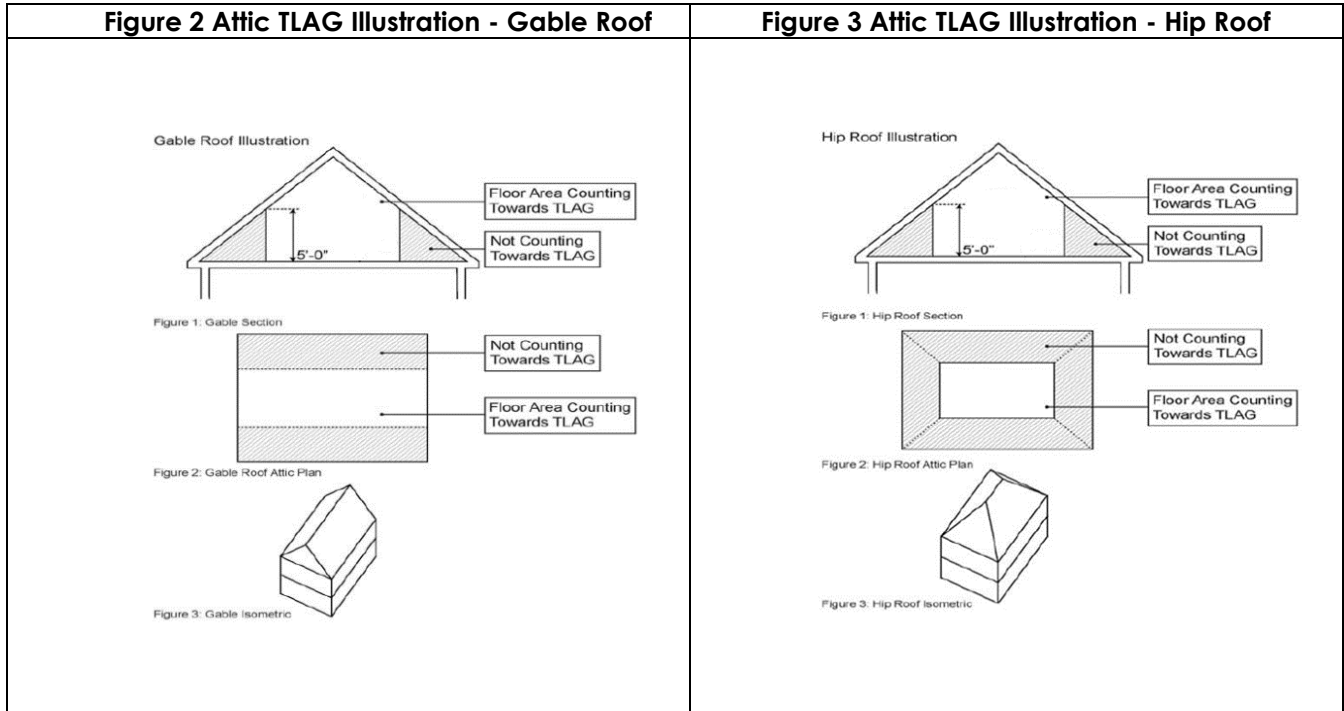 Figure 2 Attic TLAG Illustration - Gable Roof
Gable Roof Illustration
Floor Area Counting
Towards TLAG
Not Counting
Towards TLAG
5'-0"
Figure 1: Gable Section
Not Counting
Towards TLAG
Floor Area Counting
Towards TLAG
Figure 2: Gable Roof Attic Plan
Figure 3: Gable Isometric
Figure 3 Attic TLAG Illustration - Hip Roof
Hip Roof Illustration
Floor Area Counting
Towards TLAG
Not Counting
Towards TLAG
5'-0"
Figure 1: Hip Roof Section
Not Counting
Towards TLAG
Floor Area Counting
Towards TLAG
Figure 2: Hip Roof Attic Plan
Figure 3: Hip Roof Isometric